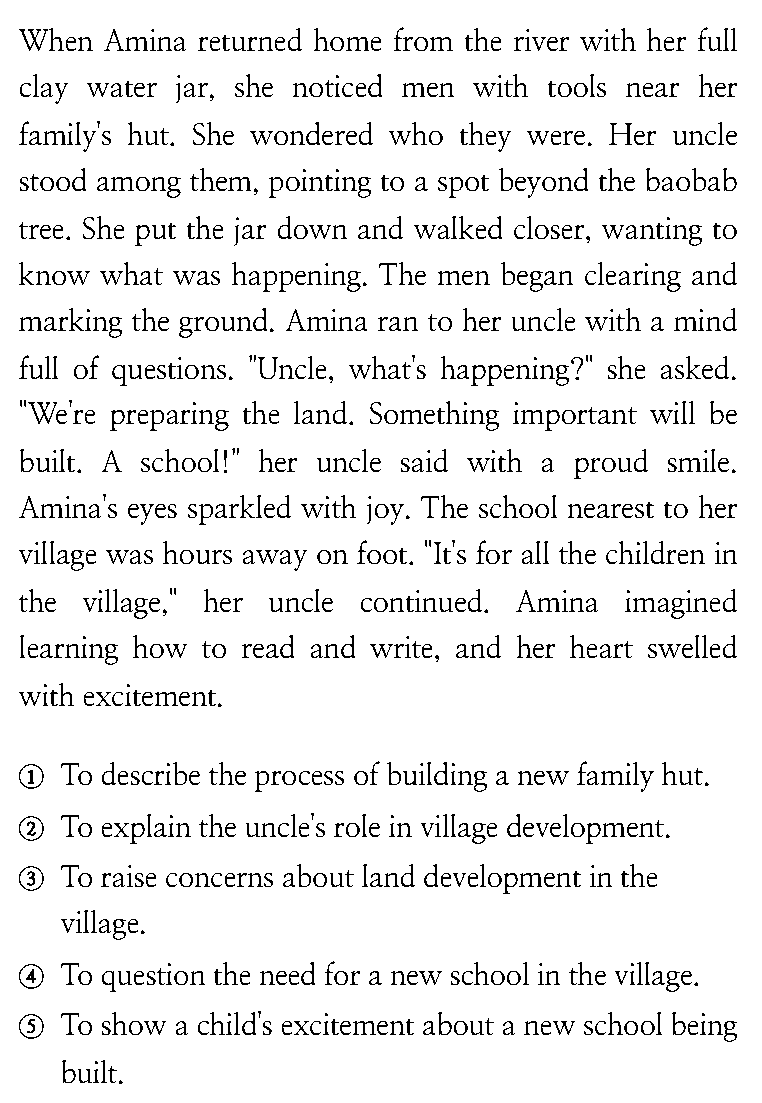 When Amina returned home from the river with her full
clay water jar, she noticed men with tools near her
family's hut. She wondered who they were. Her uncle
stood among them, pointing to a spot beyond the baobab
tree. She put the jar down and walked closer, wanting to
know what was happening. The men began clearing and
marking the ground. Amina ran to her uncle with a mind
full of questions. "Uncle, what's happening?" she asked.
"We're preparing the land. Something important will be
built. A school!" her uncle said with a proud smile.
Amina's eyes sparkled with joy. The school nearest to her
village was hours away on foot. "It's for all the children in
the village," her uncle continued. Amina imagined
learning how to read and write, and her heart swelled
with excitement.
① To describe the process of building a new family hut.
② To explain the uncle's role in village development.
③ To raise concerns about land development in the
village.
④ To question the need for a new school in the village.
⑤ To show a child's excitement about a new school being
built.